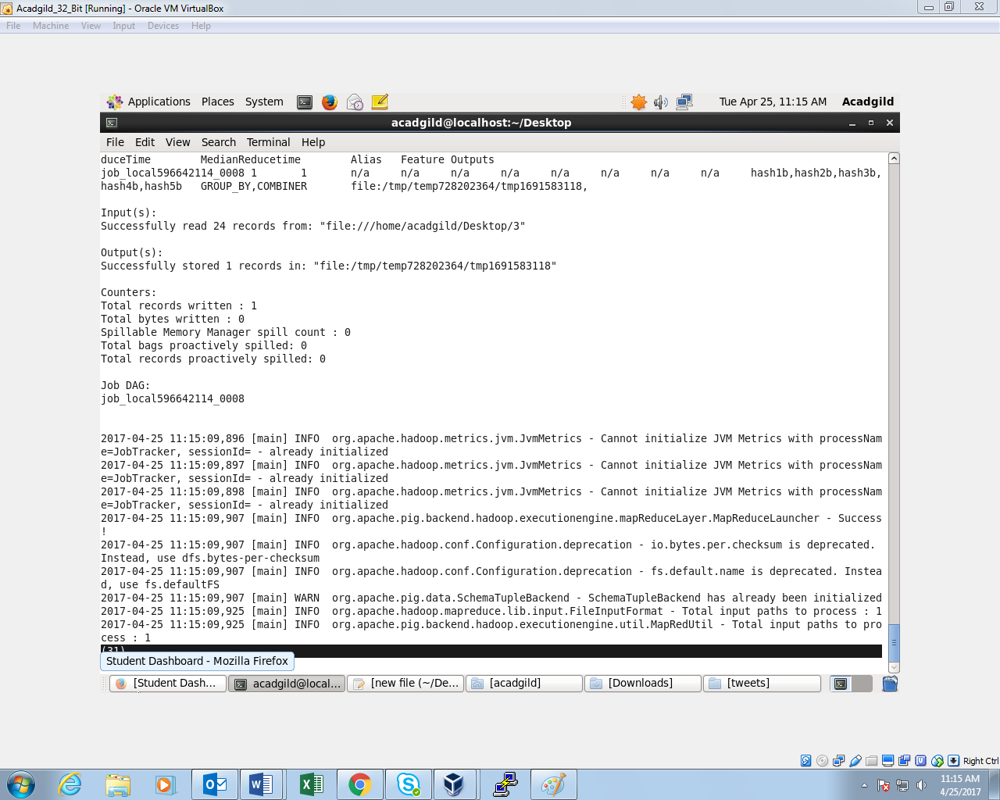 Acadgild_32_Bit [Running] - Oracle VM VirtualBox
File Machine View Input Devices Help
Applications Places System Tue Apr 25, 11:15 AM Acadgild
acadgild@localhost:~/Desktop
File Edit View Search Terminal Help
duceTime MedianReducetime Alias Feature Outputs
job_local596642114_0008 1 1 n/a n/a n/a n/a n/a n/a n/a n/a hash1b,hash2b,hash3b,
hash4b,hash5b GROUP_BY,COMBINER file:/tmp/temp728202364/tmp1691583118,
Input(s):
Successfully read 24 records from: "file:///home/acadgild/Desktop/3"
Output(s):
Successfully stored 1 records in: "file:/tmp/temp728202364/tmp1691583118"
Counters:
Total records written : 1
Total bytes written : 0
Spillable Memory Manager spill count : 0
Total bags proactively spilled: 0
Total records proactively spilled: 0
Job DAG:
job_local596642114_0008
2017-04-25 11:15:09,896 [main] INFO org.apache.hadoop.metrics.jvm.JvmMetrics - Cannot initialize JVM Metrics with processNam
e=JobTracker, sessionId= - already initialized
2017-04-25 11:15:09,897 [main] INFO org.apache.hadoop.metrics.jvm.JvmMetrics - Cannot initialize JVM Metrics with processNam
e=JobTracker, sessionId= - already initialized
2017-04-25 11:15:09,898 [main] INFO org.apache.hadoop.metrics.jvm.JvmMetrics - Cannot initialize JVM Metrics with processNam
e=JobTracker, sessionId= - already initialized
2017-04-25 11:15:09,907 [main] INFO org.apache.pig.backend.hadoop.executionengine.mapReduceLayer.MapReduceLauncher - Success
!
2017-04-25 11:15:09,907 [main] INFO org.apache.hadoop.conf.Configuration.deprecation - io.bytes.per.checksum is deprecated.
Instead, use dfs.bytes-per-checksum
2017-04-25 11:15:09,907 [main] INFO org.apache.hadoop.conf.Configuration.deprecation - fs.default.name is deprecated. Instea
d, use fs.defaultFS
2017-04-25 11:15:09,907 [main] WARN org.apache.pig.data.SchemaTupleBackend - SchemaTupleBackend has already been initialized
2017-04-25 11:15:09,925 [main] INFO org.apache.hadoop.mapreduce.lib.input.FileInputFormat - Total input paths to process : 1
2017-04-25 11:15:09,925 [main] INFO org.apache.pig.backend.hadoop.executionengine.util.MapRedUtil - Total input paths to pro
cess : 1
(31)
Student Dashboard - Mozilla Firefox
[Student Dash... acadgild@local... [new file (~/De... [acadgild] [Downloads] [tweets]
Right Ctrl
11:15 AM
4/25/2017